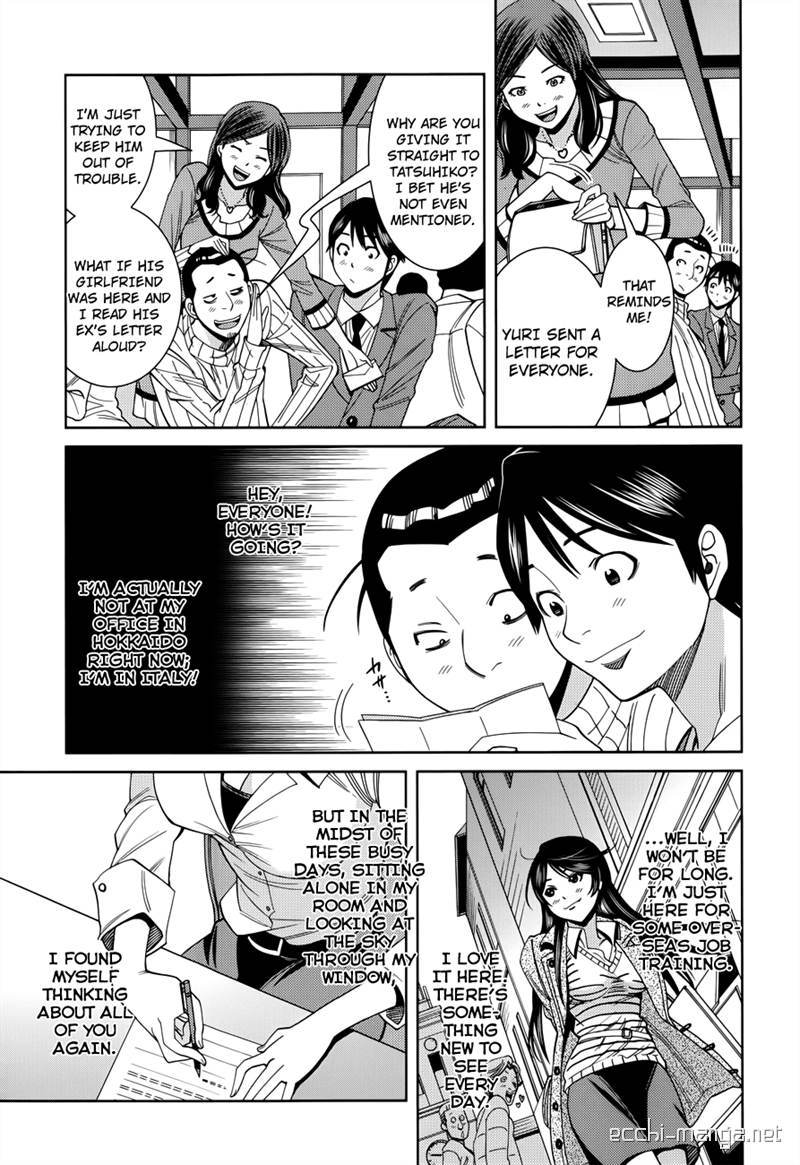 THAT
REMINDS
ME!
YURI SENT A
LETTER FOR
EVERYONE.
WHY ARE YOU
GIVING IT
STRAIGHT TO
TATSUHIKO?
I BET HE'S
NOT EVEN
MENTIONED.
I'M JUST
TRYING TO
KEEP HIM
OUT OF
TROUBLE.
WHAT IF HIS
GIRLFRIEND
WAS HERE AND
I READ HIS
EX'S LETTER
ALOUD?
HEY,
EVERYONE!
HOW'S IT
GOING?
I'M ACTUALLY
NOT AT MY
OFFICE IN
HOKKAIDO
RIGHT NOW;
I'M IN ITALY!
カサ…
...WELL, I
WON'T BE
FOR LONG.
I'M JUST
HERE FOR
SOME OVER-
SEAS JOB
TRAINING.
I LOVE
IT HERE!
THERE'S
SOME-
THING
NEW TO
SEE
EVERY
DAY.
BUT IN THE
MIDST OF
THESE BUSY
DAYS, SITTING
ALONE IN MY
ROOM AND
LOOKING AT
THE SKY
THROUGH MY
WINDOW,
I FOUND
MYSELF
THINKING
ABOUT ALL
OF YOU
AGAIN.
ecchi-manga.net